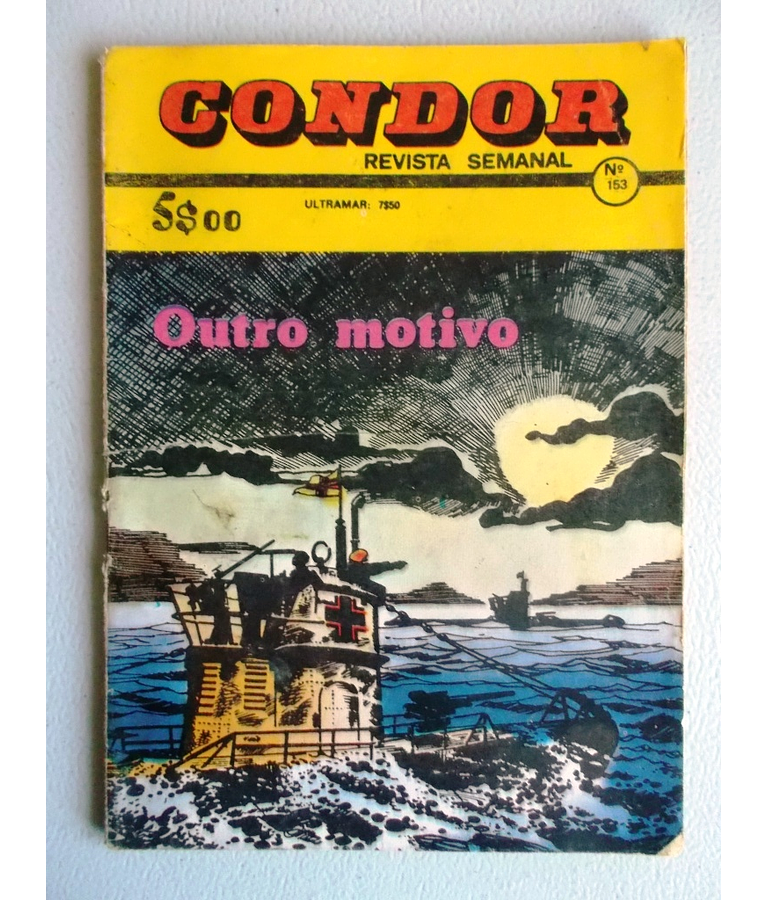 CONDOR
REVISTA SEMANAL
Nº
153
5$00
ULTRAMAR: 7$50
Outro motivo